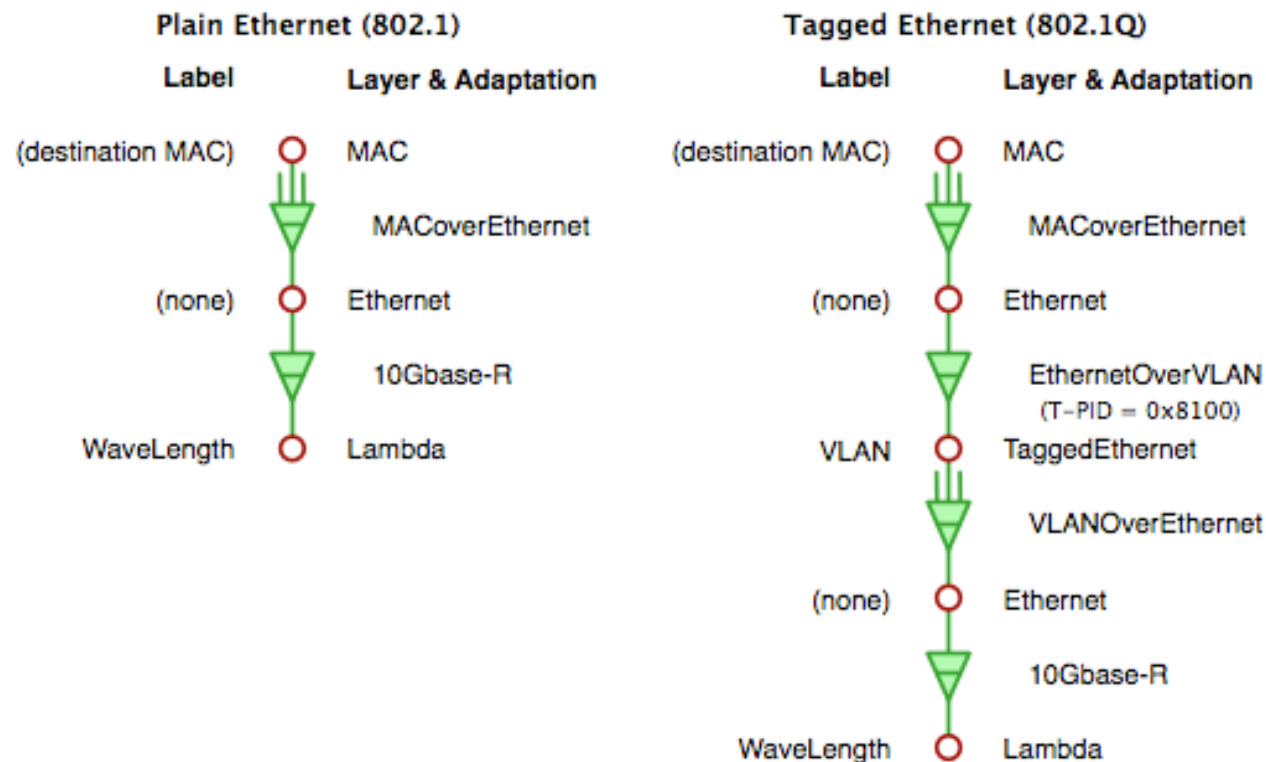 Plain Ethernet (802.1)
Label Layer & Adaptation
(destination MAC) MAC
MACoverEthernet
(none) Ethernet
10Gbase-R
WaveLength Lambda
Tagged Ethernet (802.1Q)
Label Layer & Adaptation
(destination MAC) MAC
MACoverEthernet
(none) Ethernet
EthernetOverVLAN
(T-PID = 0x8100)
VLAN TaggedEthernet
VLANOverEthernet
(none) Ethernet
10Gbase-R
WaveLength Lambda